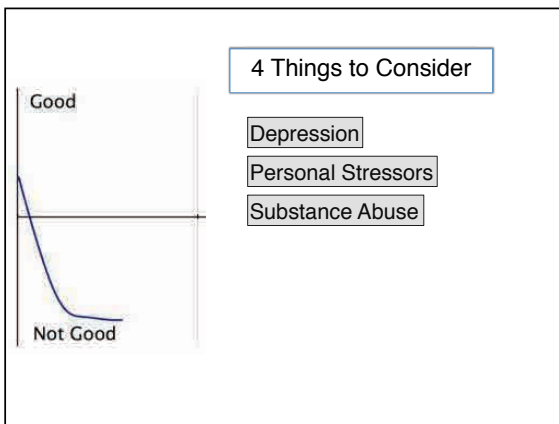 4 Things to Consider
Good
Depression
Personal Stressors
Substance Abuse
Not Good